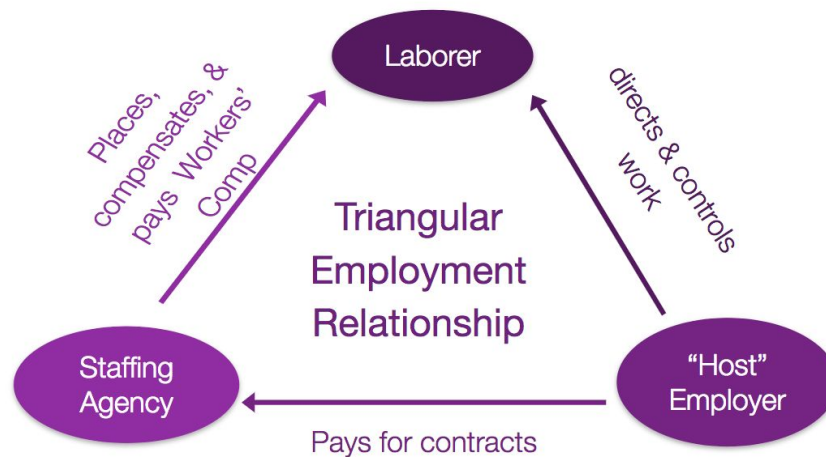 Laborer
Places,
compensates, &
pays Workers'
Comp
directs & controls
work
Triangular
Employment
Relationship
Staffing
Agency
“Host”
Employer
Pays for contracts